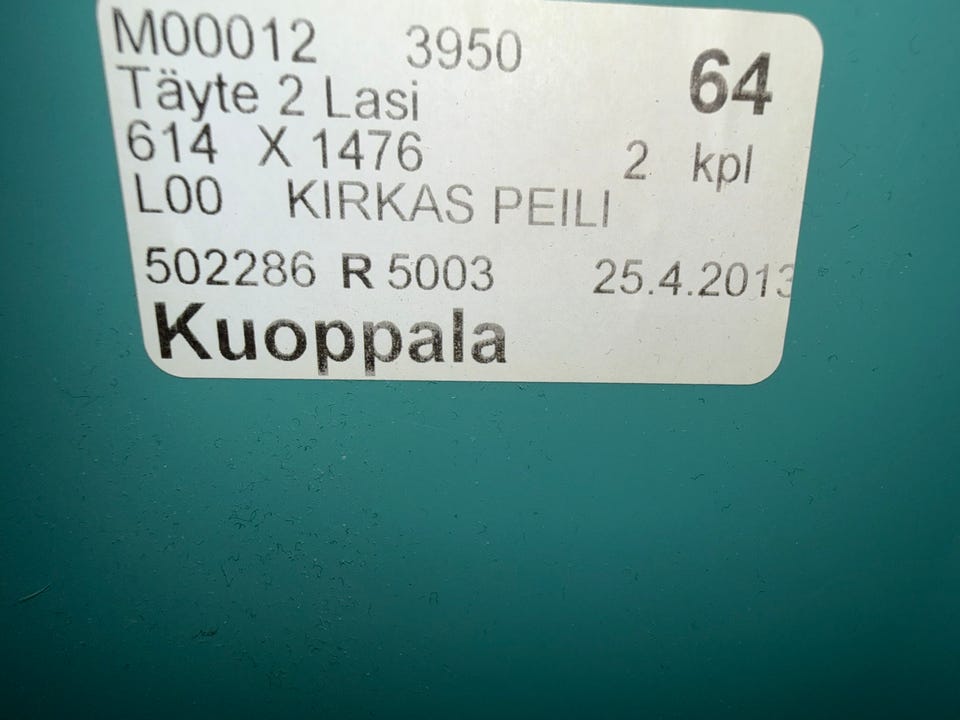 M00012 3950
64
Täyte 2 Lasi
614 X 1476 2 kpl
L00 KIRKAS PEILI
502286 R 5003 25.4.2013
Kuoppala